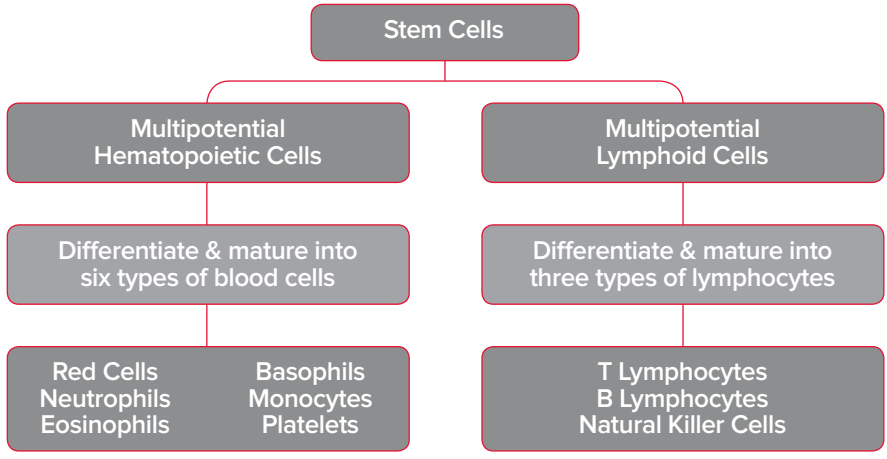 Stem Cells
Multipotential
Hematopoietic Cells
Differentiate & mature into
six types of blood cells
Red Cells
Neutrophils
Eosinophils
Basophils
Monocytes
Platelets
Multipotential
Lymphoid Cells
Differentiate & mature into
three types of lymphocytes
T Lymphocytes
B Lymphocytes
Natural Killer Cells